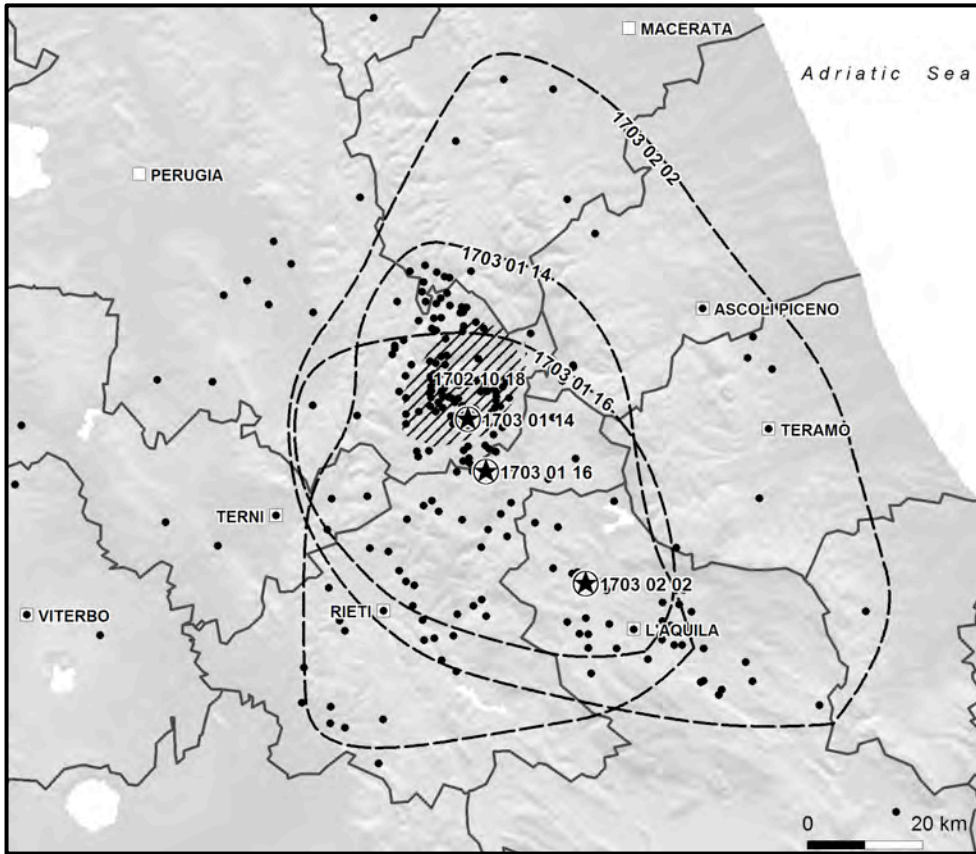 MACERATA
Adriatic Sea
1703 02 02
PERUGIA
1703 01 14
ASCOLI PICENO
1703 01 16
1702 10 18
1703 01 14
TERAMO
1703 01 16
TERNI
1703 02 02
VITERBO
RIETI
L'AQUILA
0 20 km